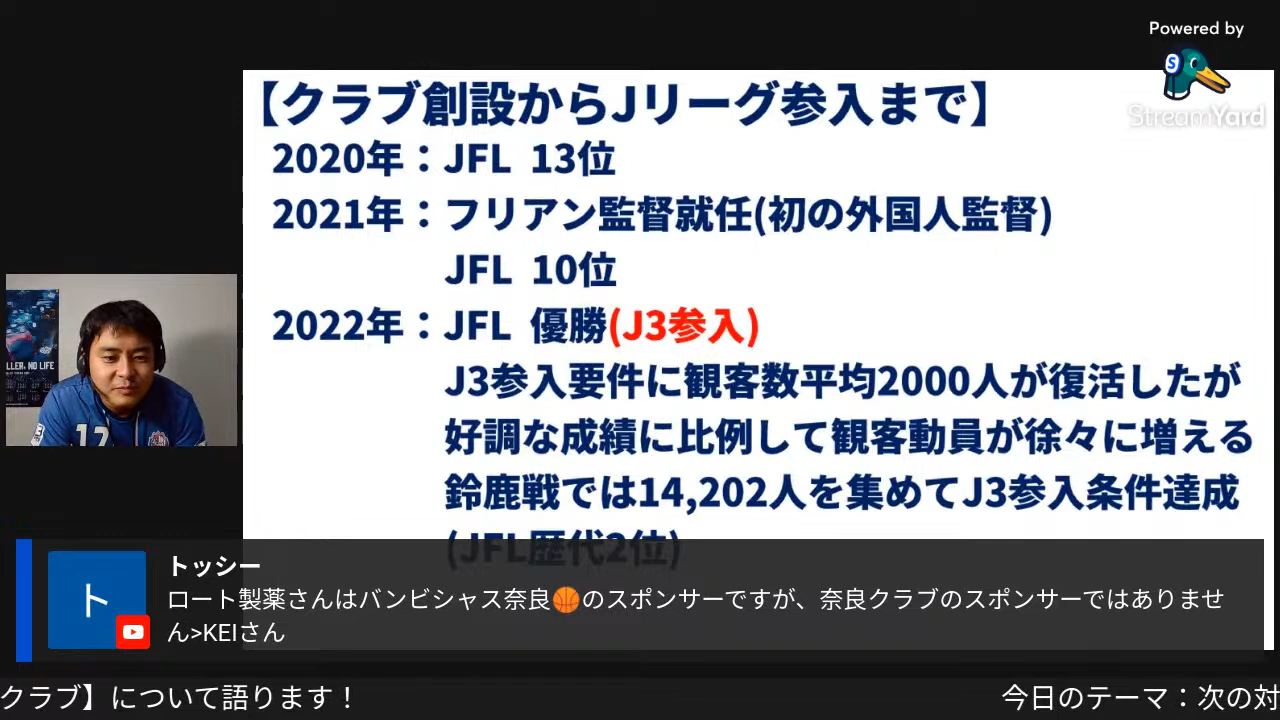 Powered by
StreamYard
【クラブ創設からJリーグ参入まで】
2020年：JFL 13位
2021年：フリアン監督就任(初の外国人監督)
JFL 10位
2022年：JFL 優勝(J3参入)
J3参入要件に観客数平均2000人が復活したが
好調な成績に比例して観客動員が徐々に増える
鈴鹿戦では14,202人を集めてJ3参入条件達成
(JFL歴代2位)
LLER, NO LIFE
17
ト
トッシー
ロート製薬さんはバンビシャス奈良🏀のスポンサーですが、奈良クラブのスポンサーではありませ
ん>KEIさん
クラブ】について語ります！
今日のテーマ：次の対